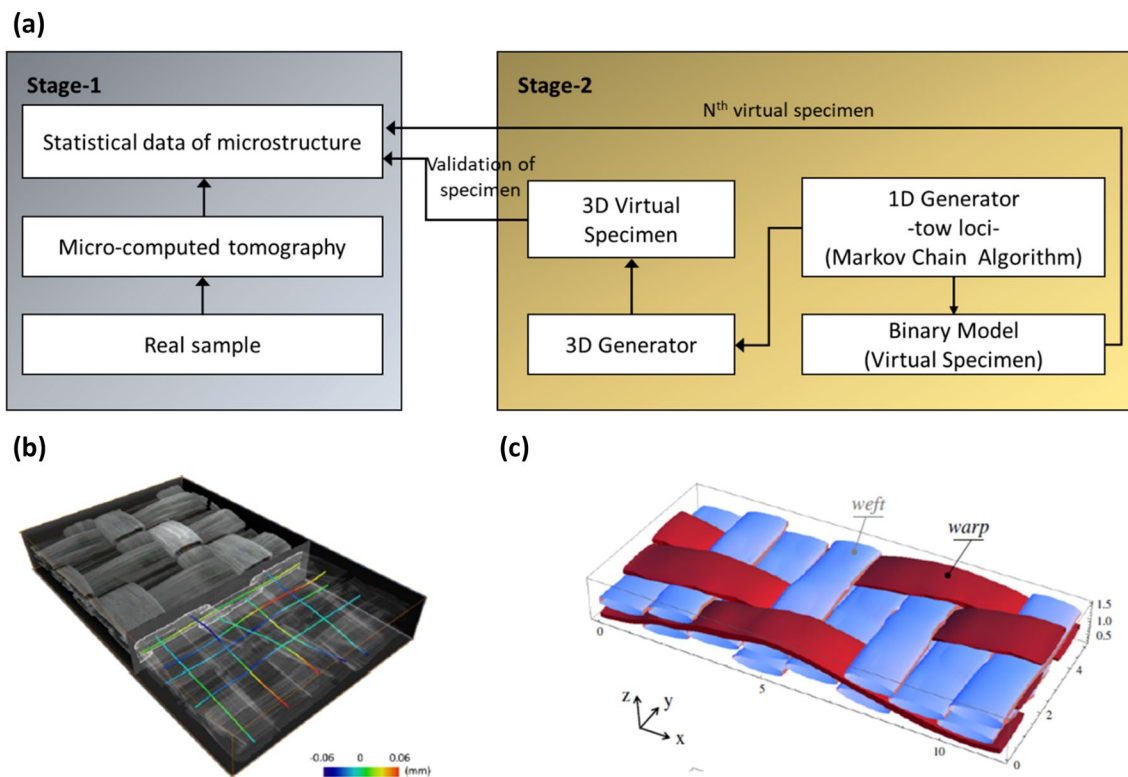 (a)
Stage-1
Statistical data of microstructure
Micro-computed tomography
Real sample
Stage-2
Nth virtual specimen
Validation of
specimen
3D Virtual
Specimen
3D Generator
1D Generator
-tow loci-
(Markov Chain Algorithm)
Binary Model
(Virtual Specimen)
(b)
-0.06 0 0.06
(mm)
(c)
weft
warp
1.5
1.0
0.5
0
5
10
0
2
4
z
y
x